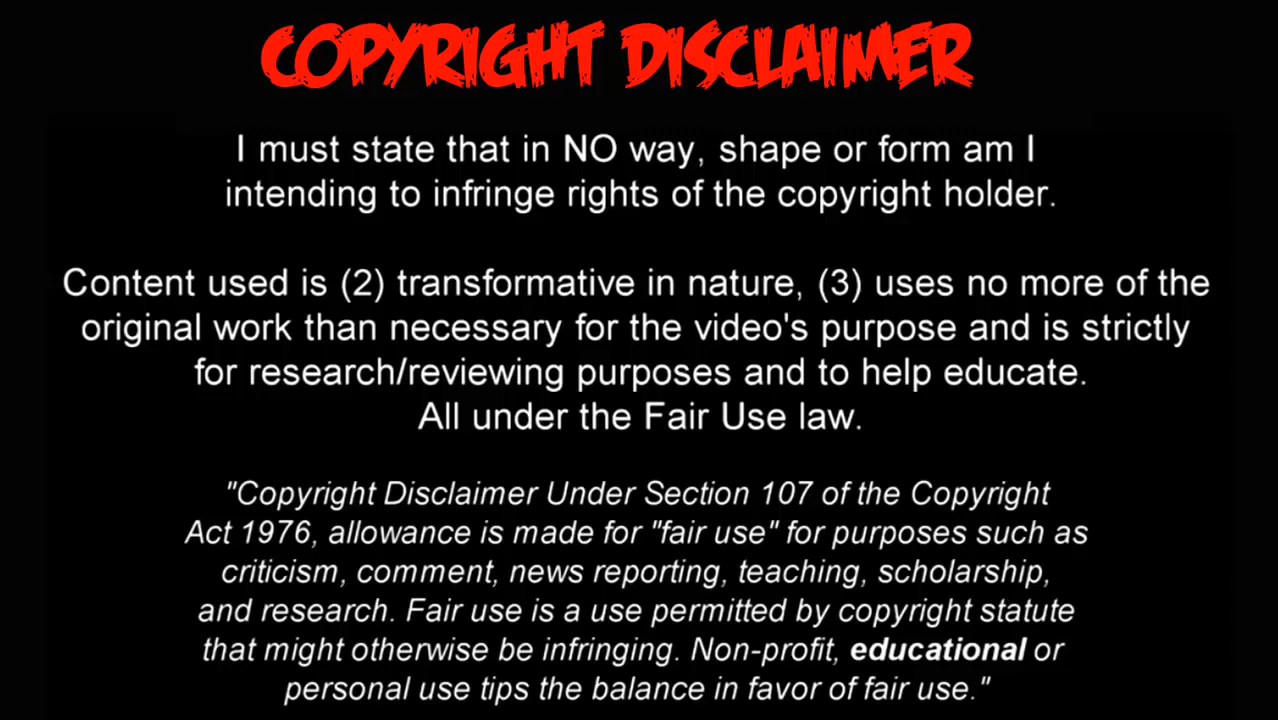 COPYRIGHT DISCLAIMER
I must state that in NO way, shape or form am I
intending to infringe rights of the copyright holder.
Content used is (2) transformative in nature, (3) uses no more of the
original work than necessary for the video's purpose and is strictly
for research/reviewing purposes and to help educate.
All under the Fair Use law.
"Copyright Disclaimer Under Section 107 of the Copyright
Act 1976, allowance is made for "fair use" for purposes such as
criticism, comment, news reporting, teaching, scholarship,
and research. Fair use is a use permitted by copyright statute
that might otherwise be infringing. Non-profit, educational or
personal use tips the balance in favor of fair use."